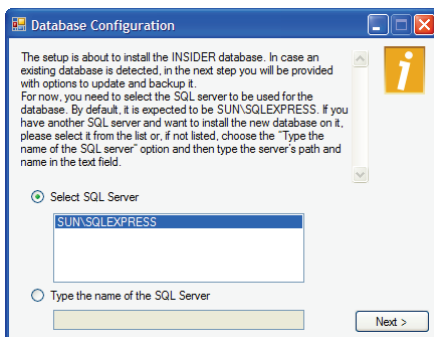 Database Configuration
The setup is about to install the INSIDER database. In case an
existing database is detected, in the next step you will be provided
with options to update and backup it.
For now, you need to select the SQL server to be used for the
database. By default, it is expected to be SUN\SQLEXPRESS. If you
have another SQL server and want to install the new database on it,
please select it from the list or, if not listed, choose the "Type the
name of the SQL server" option and then type the server's path and
name in the text field.
i
Select SQL Server
SUN\SQLEXPRESS
Type the name of the SQL Server
Next >